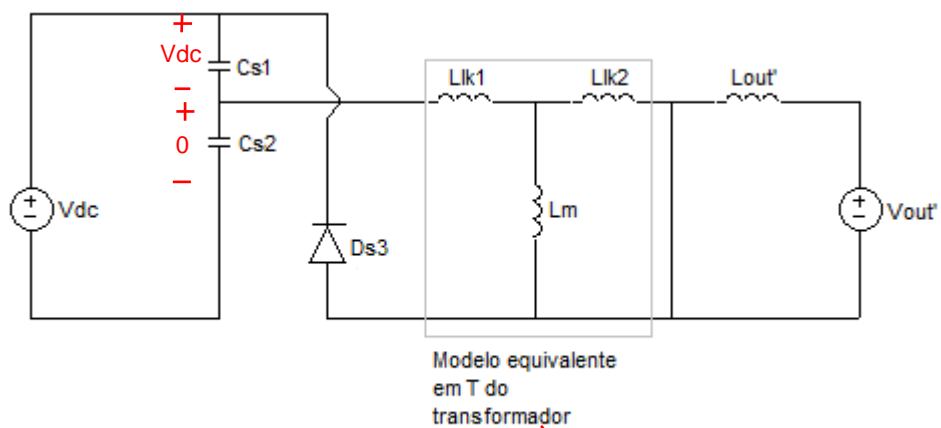 +
Vdc
−
Cs1
+
0
−
Cs2
Llk1
Llk2
Lout'
+
−
Vdc
Ds3
Lm
+
−
Vout'
Modelo equivalente
em T do
transformador